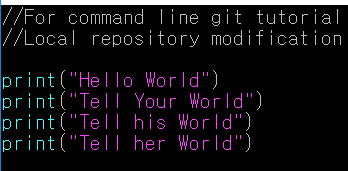 //For command line git tutorial
//Local repository modification
print("Hello World")
print("Tell Your World")
print("Tell his World")
print("Tell her World")